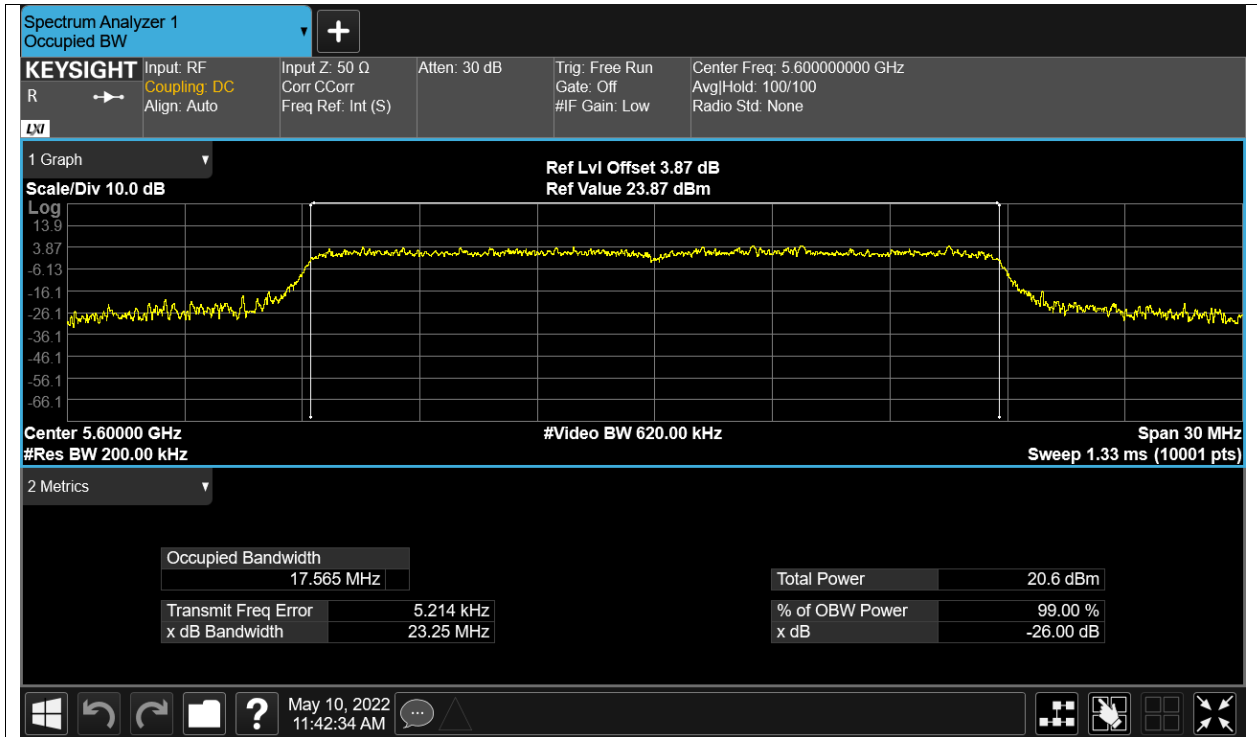 Spectrum Analyzer 1
Occupied BW
+
KEYSIGHT
R
LXI
Input: RF
Coupling: DC
Align: Auto
Input Z: 50 Ω
Corr CCorr
Freq Ref: Int (S)
Atten: 30 dB
Trig: Free Run
Gate: Off
#IF Gain: Low
Center Freq: 5.600000000 GHz
Avg|Hold: 100/100
Radio Std: None
1 Graph
Ref Lvl Offset 3.87 dB
Scale/Div 10.0 dB
Ref Value 23.87 dBm
Log
13.9
3.87
-6.13
-16.1
-26.1
-36.1
-46.1
-56.1
-66.1
Center 5.60000 GHz
#Video BW 620.00 kHz
Span 30 MHz
#Res BW 200.00 kHz
Sweep 1.33 ms (10001 pts)
2 Metrics
Occupied Bandwidth
17.565 MHz
Transmit Freq Error 5.214 kHz
x dB Bandwidth 23.25 MHz
Total Power 20.6 dBm
% of OBW Power 99.00 %
x dB -26.00 dB
?
May 10, 2022
11:42:34 AM